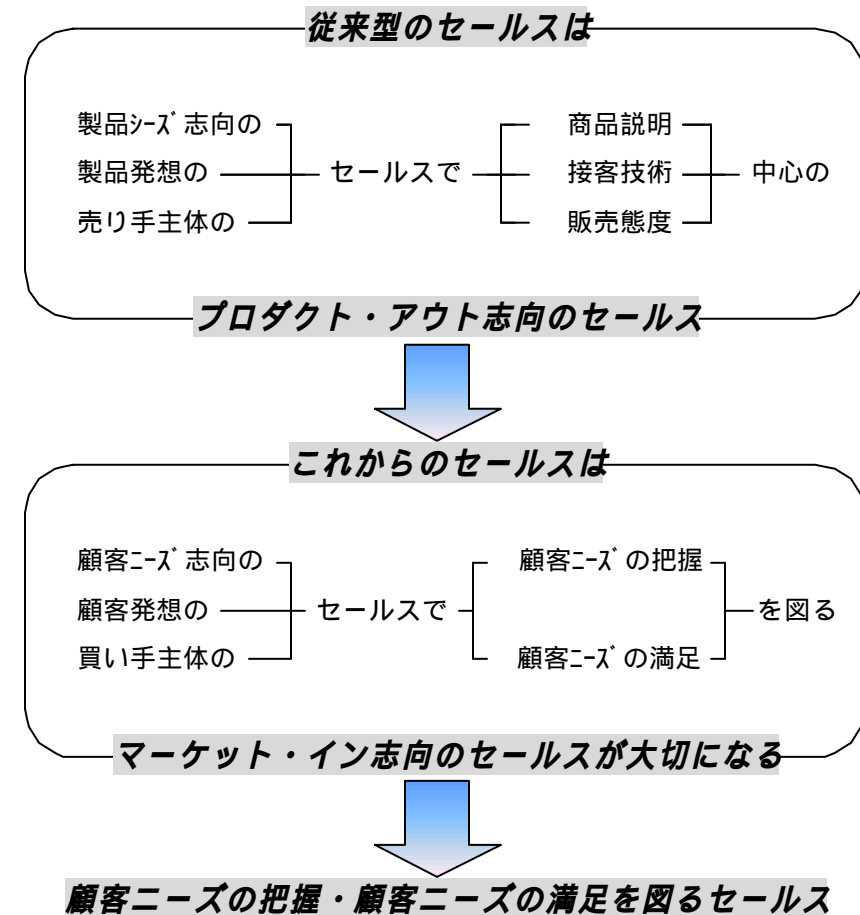 従来型のセールスは
製品ｼｰｽﾞ志向の
製品発想の
売り手主体の
セールスで
商品説明
接客技術
販売態度
中心の
プロダクト・アウト志向のセールス
これからのセールスは
顧客ﾆｰｽﾞ志向の
顧客発想の
買い手主体の
セールスで
顧客ﾆｰｽﾞの把握
顧客ﾆｰｽﾞの満足
を図る
マーケット・イン志向のセールスが大切になる
顧客ニーズの把握・顧客ニーズの満足を図るセールス